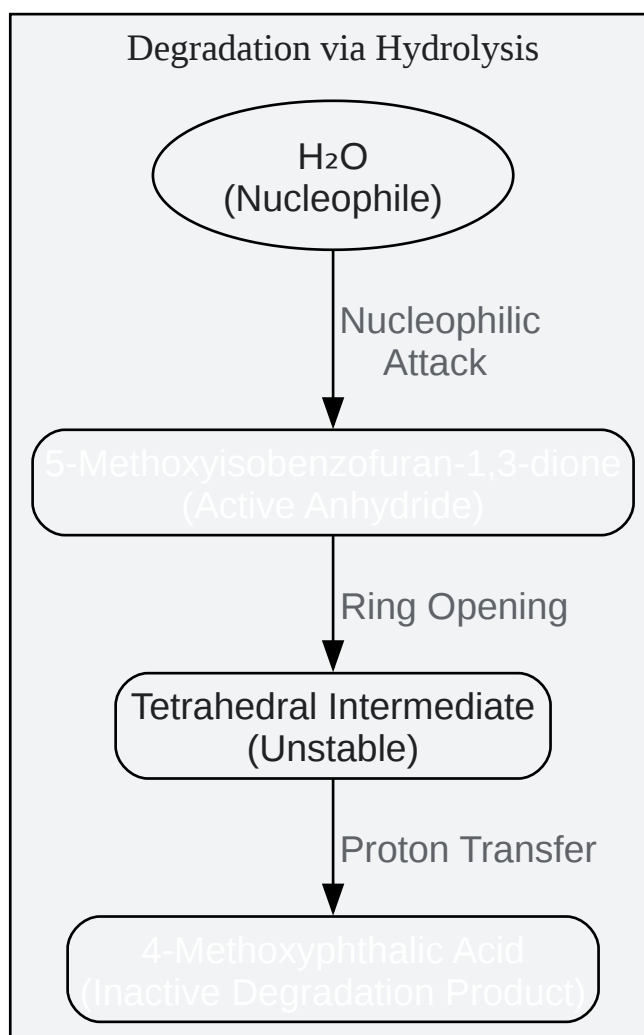 Degradation via Hydrolysis
H₂O
(Nucleophile)
Nucleophilic
Attack
5-Methoxyisobenzofuran-1,3-dione
(Active Anhydride)
Ring Opening
Tetrahedral Intermediate
(Unstable)
Proton Transfer
4-Methoxyphthalic Acid
(Inactive Degradation Product)